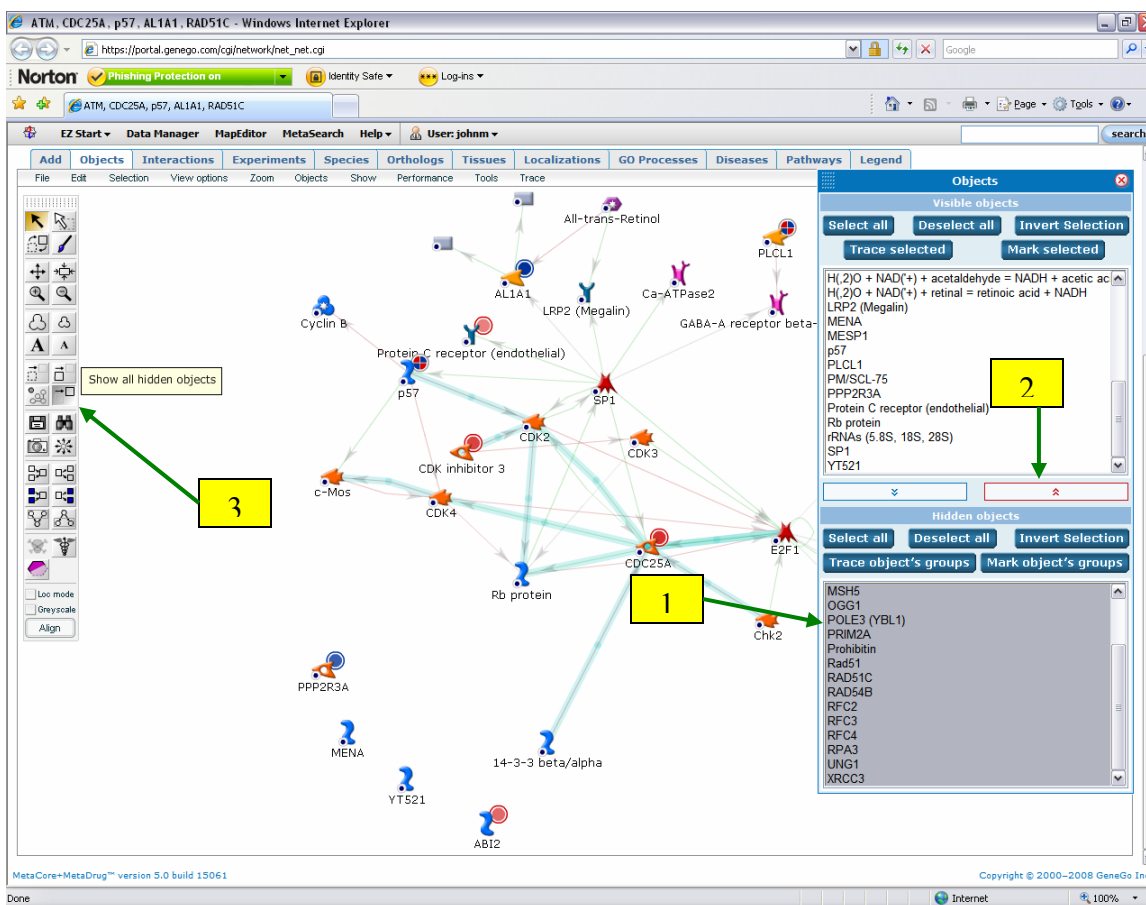 ATM, CDC25A, p57, AL1A1, RAD51C - Windows Internet Explorer
https://portal.genego.com/cgi/network/net_net.cgi
Google
Norton Phishing Protection on Identity Safe Log-ins
ATM, CDC25A, p57, AL1A1, RAD51C
Page Tools
EZ Start Data Manager MapEditor MetaSearch Help User: johnm
search
Add Objects Interactions Experiments Species Orthologs Tissues Localizations GO Processes Diseases Pathways Legend
File Edit Selection View options Zoom Objects Show Performance Tools Trace
A A
Show all hidden objects
Loc mode
Greyscale
Align
3
All-trans-Retinol
PLCL1
AL1A1
Ca-ATPase2
LRP2 (Megalin)
Cyclin B
GABA-A receptor beta-
Protein C receptor (endothelial)
p57
SP1
CDK2
CDK3
CDK inhibitor 3
c-Mos
CDK4
E2F1
CDC25A
Rb protein
1
Chk2
PPP2R3A
MENA
14-3-3 beta/alpha
YT521
ABI2
Objects
Visible objects
Select all Deselect all Invert Selection
Trace selected Mark selected
H(,2)O + NAD('+) + acetaldehyde = NADH + acetic ac
H(,2)O + NAD('+) + retinal = retinoic acid + NADH
LRP2 (Megalin)
MENA
MESP1
p57
PLCL1
PM/SCL-75
PPP2R3A
Protein C receptor (endothelial)
Rb protein
rRNAs (5.8S, 18S, 28S)
SP1
YT521
2
Hidden objects
Select all Deselect all Invert Selection
Trace object's groups Mark object's groups
MSH5
OGG1
POLE3 (YBL1)
PRIM2A
Prohibitin
Rad51
RAD51C
RAD54B
RFC2
RFC3
RFC4
RPA3
UNG1
XRCC3
MetaCore+MetaDrug™ version 5.0 build 15061
Copyright © 2000-2008 GeneGo In
Done
Internet
100%